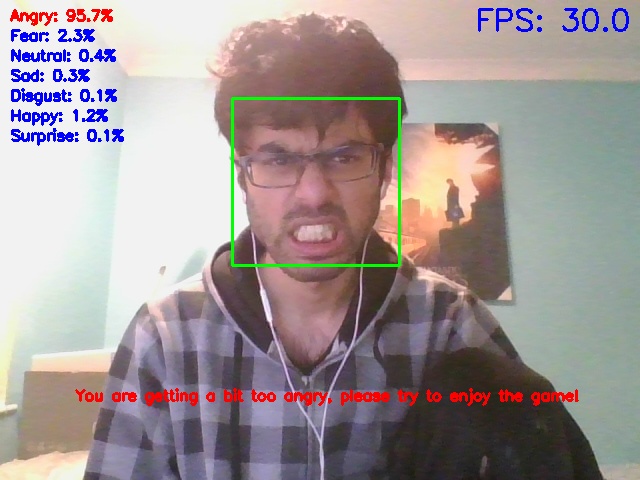 Angry: 95.7%
Fear: 2.3%
Neutral: 0.4%
Sad: 0.3%
Disgust: 0.1%
Happy: 1.2%
Surprise: 0.1%
FPS: 30.0
You are getting a bit too angry, please try to enjoy the game!